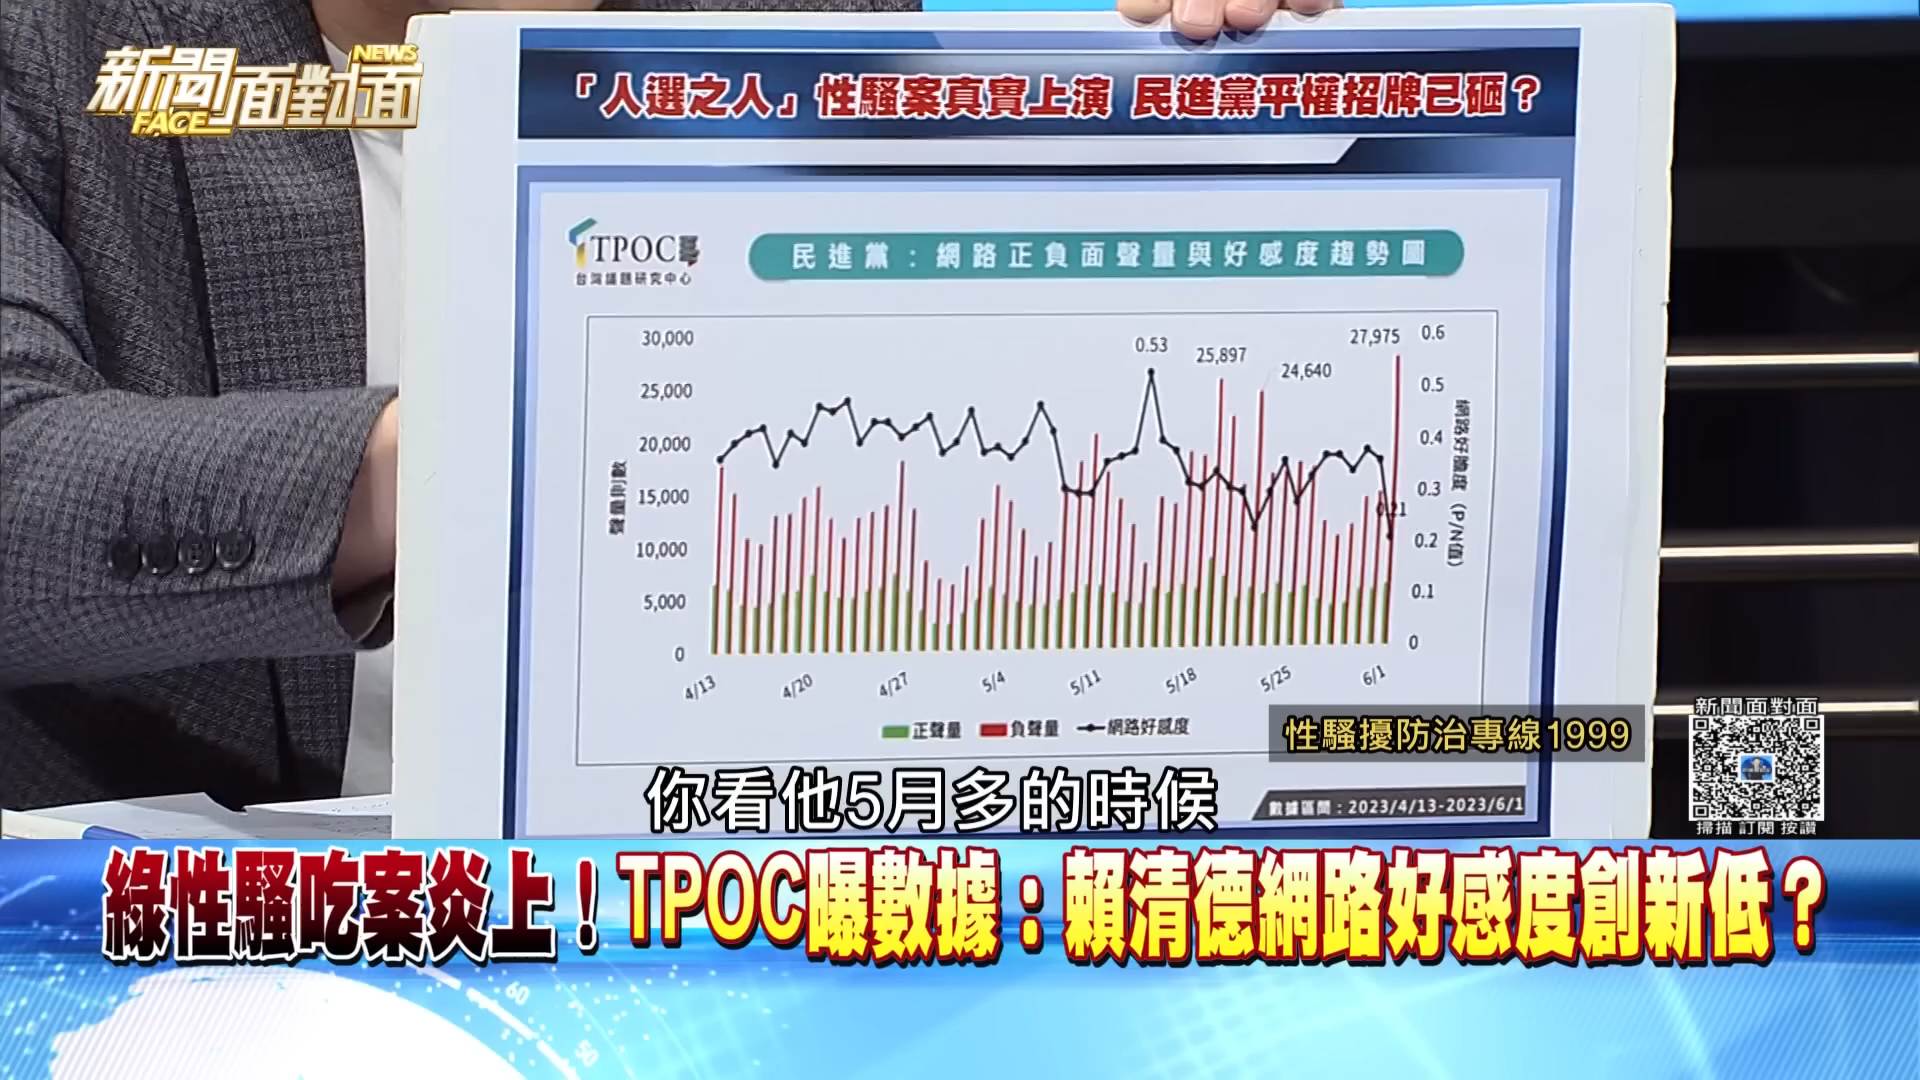 新聞面對面
NEWS
FACE
「人選之人」性騷案真實上演 民進黨平權招牌已砸？
TPOC
台灣議題研究中心
民進黨：網路正負面聲量與好感度趨勢圖
30,000
25,000
20,000
15,000
10,000
5,000
0
聲量則數
0.53
25,897
24,640
27,975
0.21
0.6
0.5
0.4
0.3
0.2
0.1
0
網路好感度（P/N值）
4/13
4/20
4/27
5/4
5/11
5/18
5/25
6/1
正聲量 負聲量 網路好感度
性騷擾防治專線1999
數據區間：2023/4/13-2023/6/1
新聞面對面
掃描 訂閱 按讚
你看他5月多的時候
綠性騷吃案炎上！TPOC曝數據：賴清德網路好感度創新低？
60
50